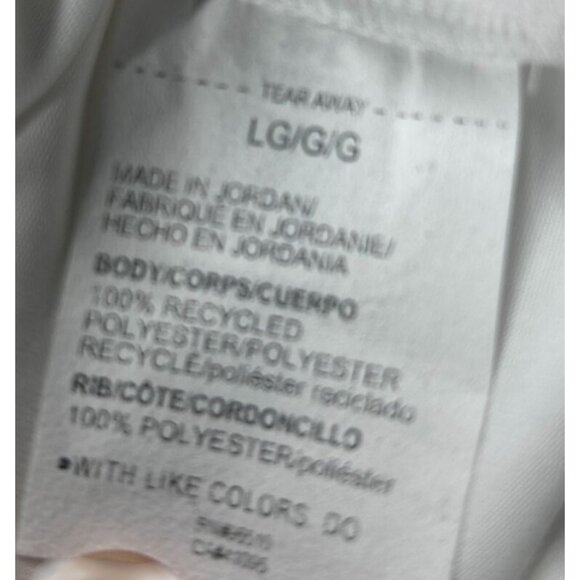 TEAR AWAY
LG/G/G
MADE IN JORDAN/
FABRIQUÉ EN JORDANIE/
HECHO EN JORDANIA
BODY/CORPS/CUERPO
100% RECYCLED
POLYESTER/POLYESTER
RECYCLÉ/poliéster reciclado
RIB/CÔTE/CORDONCILLO
100% POLYESTER/poliéster
•WITH LIKE COLORS. DO